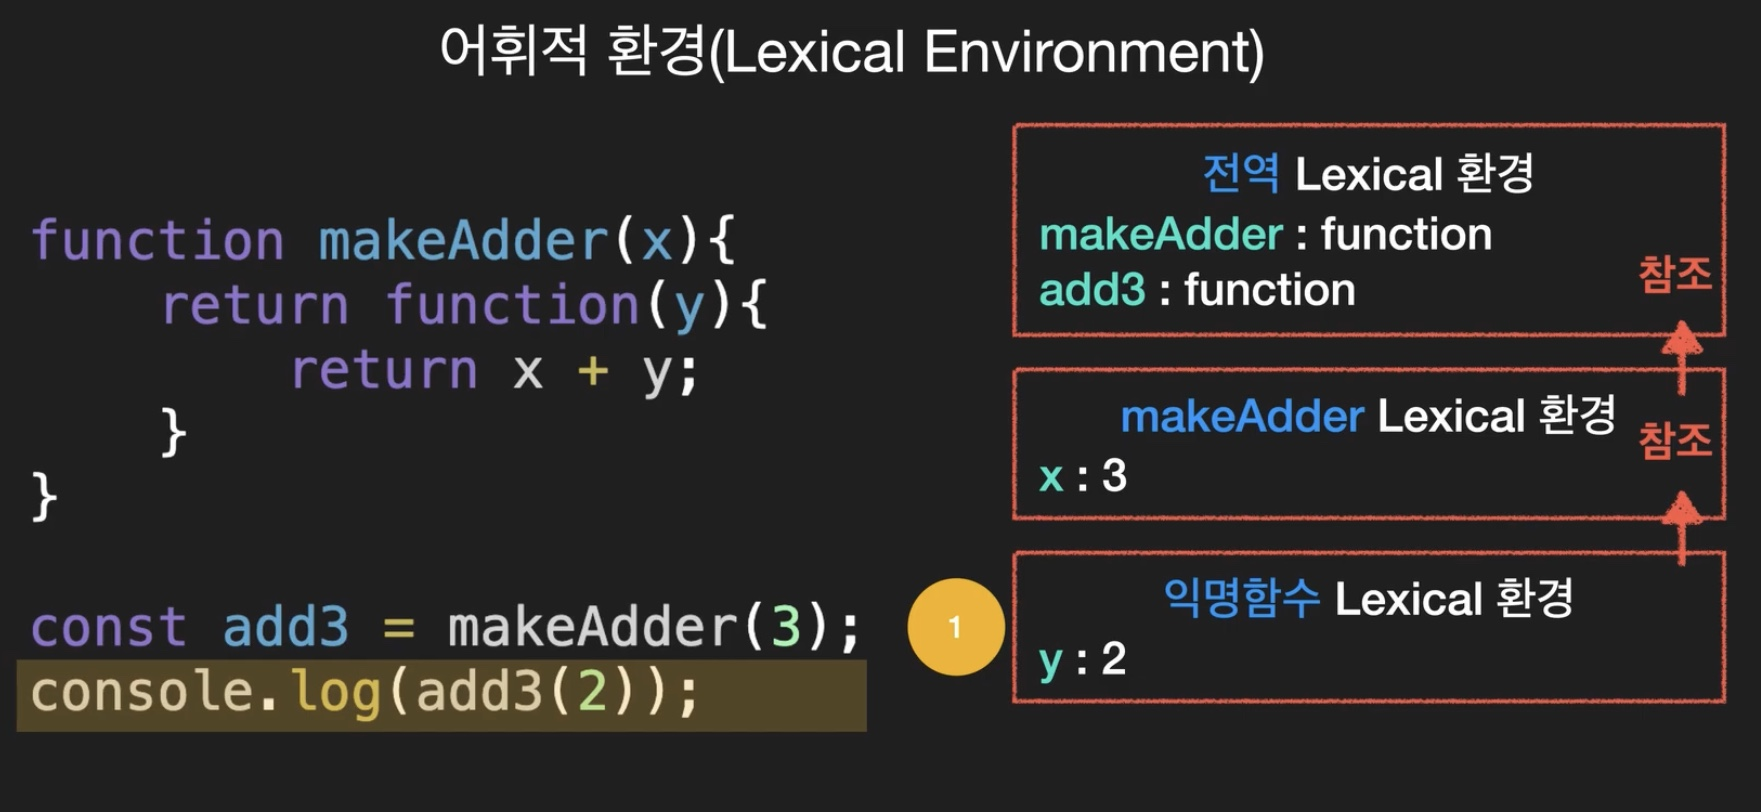 어휘적 환경(Lexical Environment)
function makeAdder(x){
return function(y){
return x + y;
}
}
const add3 = makeAdder(3);
console.log(add3(2));
전역 Lexical 환경
makeAdder : function
add3 : function
참조
makeAdder Lexical 환경
참조
x : 3
1
익명함수 Lexical 환경
y : 2